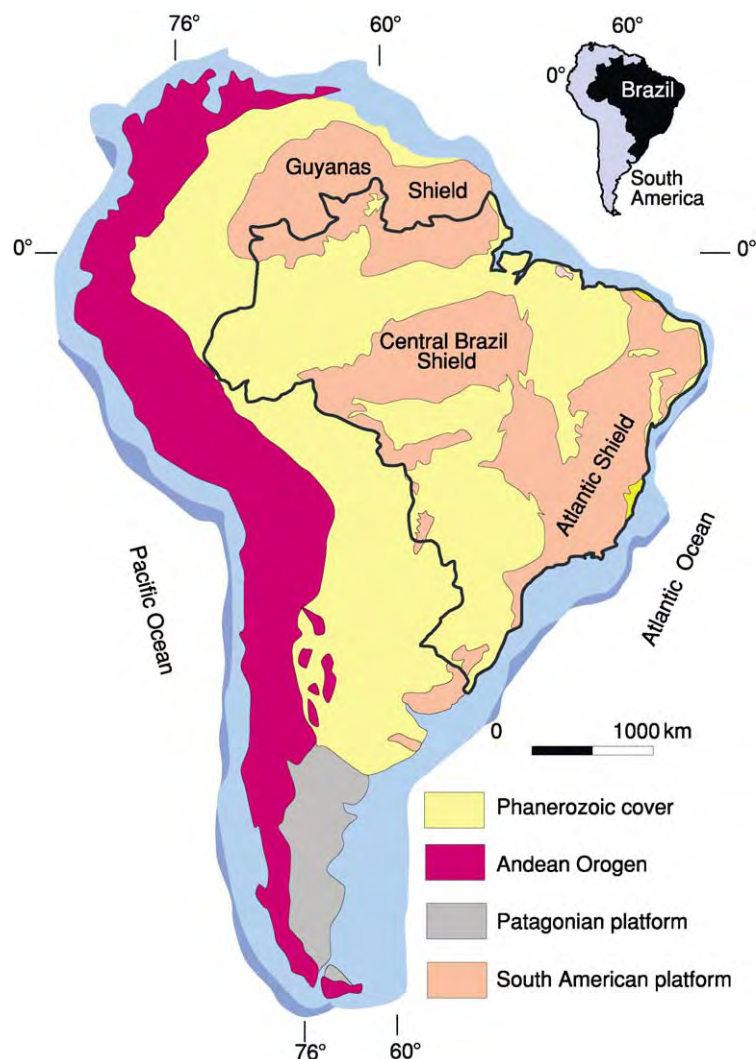 76°
60°
60°
0°
Brazil
South
America
Guyanas
Shield
0°
0°
Central Brazil
Shield
Atlantic Shield
Pacific Ocean
Atlantic Ocean
0
1000 km
Phanerozoic cover
Andean Orogen
Patagonian platform
South American platform
76°
60°